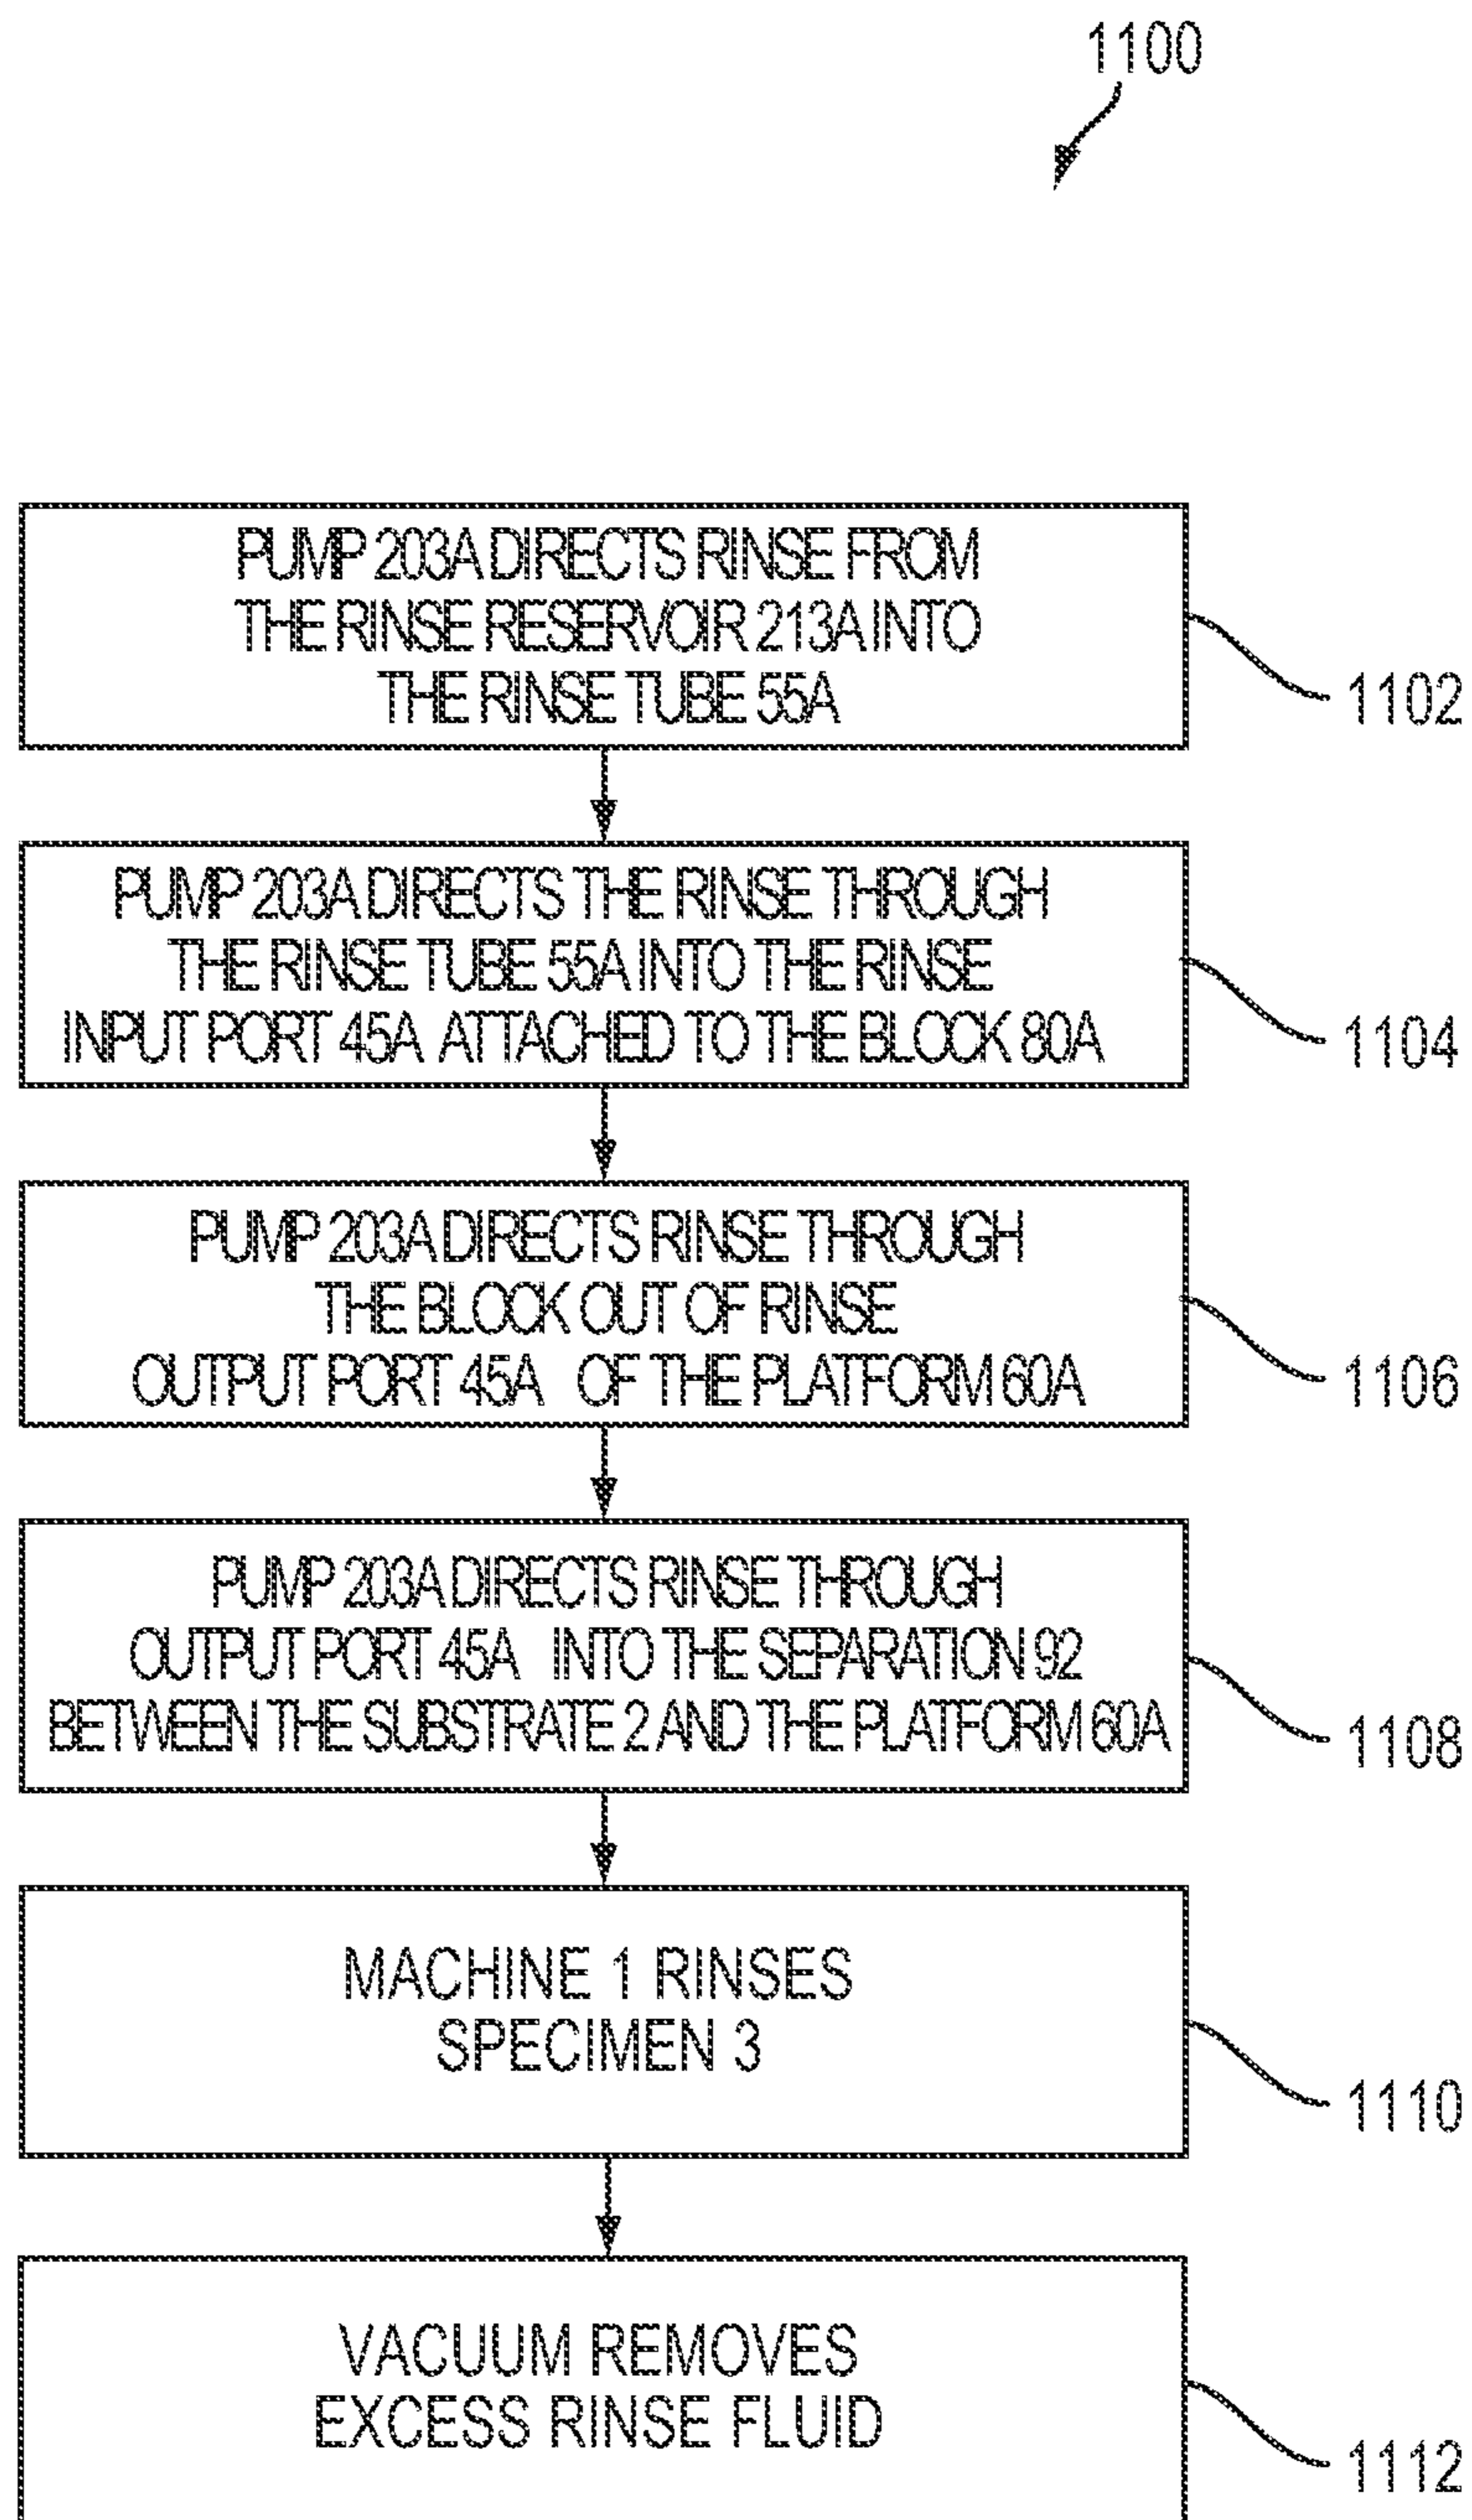 1100
PUMP 203A DIRECTS RINSE FROM
THE RINSE RESERVOIR 213A INTO
THE RINSE TUBE 55A
1102
PUMP 203A DIRECTS THE RINSE THROUGH
THE RINSE TUBE 55A INTO THE RINSE
INPUT PORT 45A ATTACHED TO THE BLOCK 80A
1104
PUMP 203A DIRECTS RINSE THROUGH
THE BLOCK OUT OF RINSE
OUTPUT PORT 45A OF THE PLATFORM 60A
1106
PUMP 203A DIRECTS RINSE THROUGH
OUTPUT PORT 45A INTO THE SEPARATION 92
BETWEEN THE SUBSTRATE 2 AND THE PLATFORM 60A
1108
MACHINE 1 RINSES
SPECIMEN 3
1110
VACUUM REMOVES
EXCESS RINSE FLUID
1112